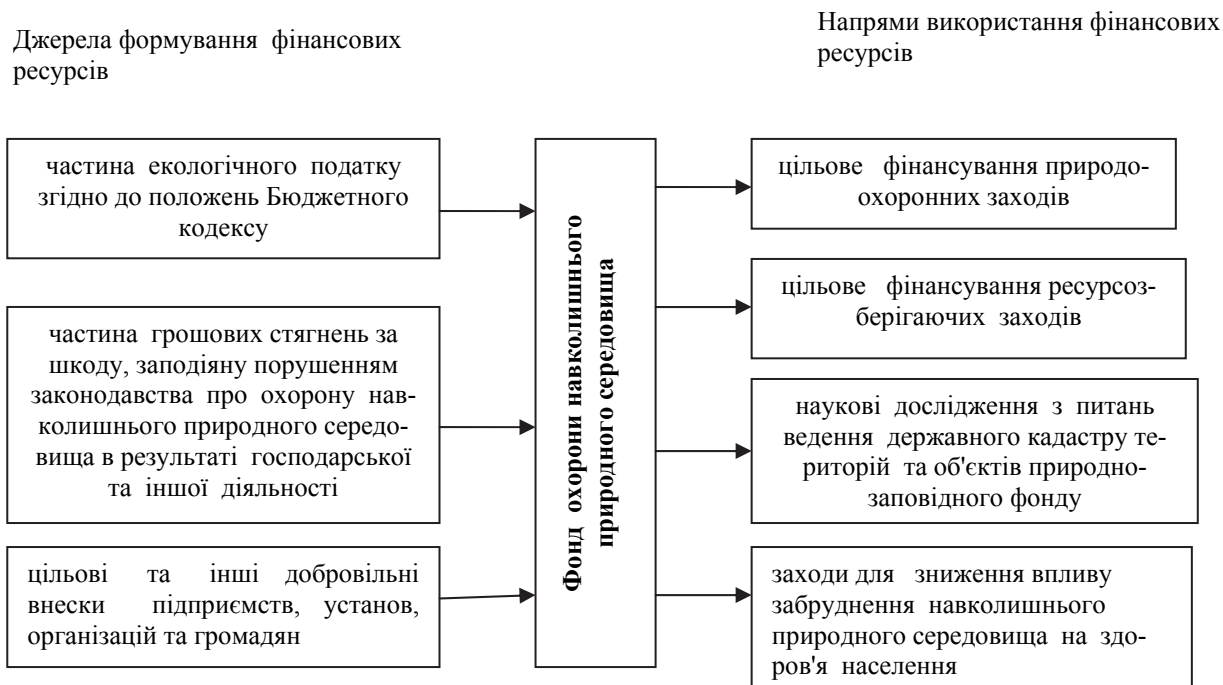 Джерела формування фінансових
ресурсів
Напрями використання фінансових
ресурсів
частина екологічного податку
згідно до положень Бюджетного
кодексу
частина грошових стягнень за
шкоду, заподіяну порушенням
законодавства про охорону нав-
колишнього природного середо-
вища в результаті господарської
та іншої діяльності
цільові та інші добровільні
внески підприємств, установ,
організацій та громадян
Фонд охорони навколишнього
природного середовища
цільове фінансування природо-
охоронних заходів
цільове фінансування ресурсоз-
берігаючих заходів
наукові дослідження з питань
ведення державного кадастру те-
риторій та об'єктів природно-
заповідного фонду
заходи для зниження впливу
забруднення навколишнього
природного середовища на здо-
ров'я населення